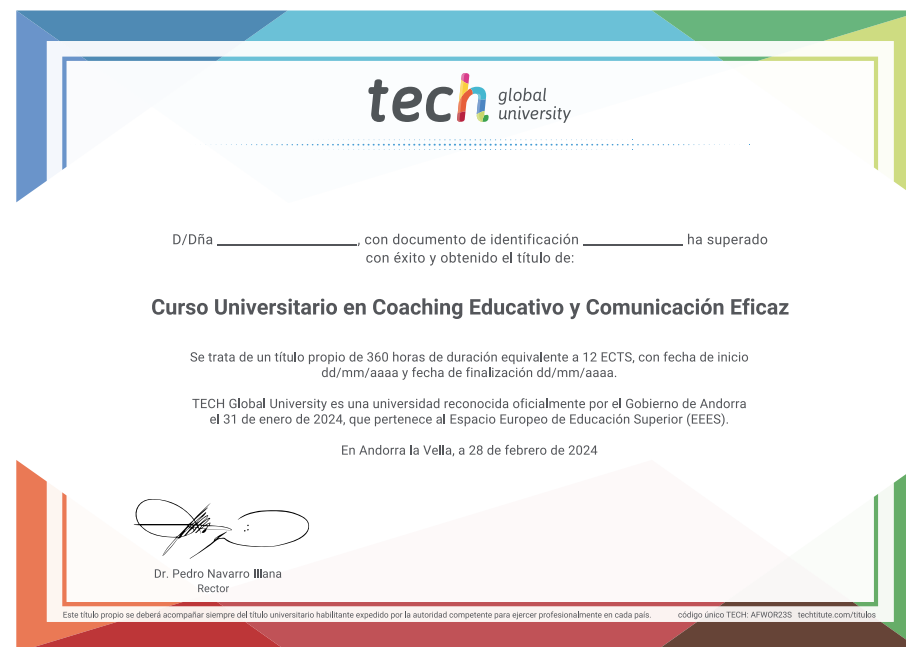 tech global university
D/Dña ____________, con documento de identificación ____________ ha superado
con éxito y obtenido el título de:
Curso Universitario en Coaching Educativo y Comunicación Eficaz
Se trata de un título propio de 360 horas de duración equivalente a 12 ECTS, con fecha de inicio
dd/mm/aaaa y fecha de finalización dd/mm/aaaa.
TECH Global University es una universidad reconocida oficialmente por el Gobierno de Andorra
el 31 de enero de 2024, que pertenece al Espacio Europeo de Educación Superior (EEES).
En Andorra la Vella, a 28 de febrero de 2024
Dr. Pedro Navarro Illana
Rector
Este título propio se deberá acompañar siempre del título universitario habilitante expedido por la autoridad competente para ejercer profesionalmente en cada país. código único TECH: AFWOR23S techtitute.com/titulos